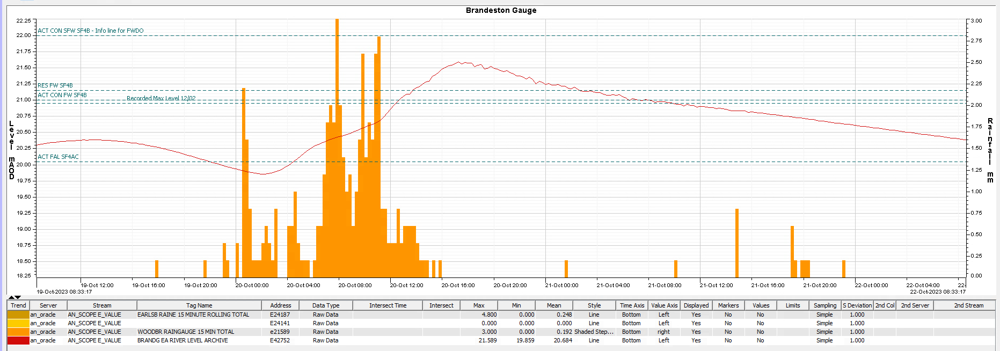 Brandeston Gauge
22.25
22.00
21.75
21.50
21.25
21.00
20.75
20.50
20.25
20.00
19.75
19.50
19.25
19.00
18.75
18.50
18.25
Level mAOD
ACT CON SFW SF4B - Info line for FWDO
RES FW SF4B
ACT CON FW SF4B
Recorded Max Level 12/02
ACT FAL SF4AC
3.00
2.75
2.50
2.25
2.00
1.75
1.50
1.25
1.00
0.75
0.50
0.25
0.00
Rainfall mm
19-Oct 12:00 19-Oct 16:00 19-Oct 20:00 20-Oct 00:00 20-Oct 04:00 20-Oct 08:00 20-Oct 12:00 20-Oct 16:00 20-Oct 20:00 21-Oct 00:00 21-Oct 04:00 21-Oct 08:00 21-Oct 12:00 21-Oct 16:00 21-Oct 20:00 22-Oct 00:00 22-Oct 04:00 22-
19-Oct-2023 08:33:17 22-Oct-2023 08:33:17
Trend Server Stream Tag Name Address Data Type Intersect Time Intersect Max Min Mean Style Time Axis Value Axis Displayed Markers Values Limits Sampling S Deviation 2nd Col 2nd Server 2nd Stream
an_oracle AN_SCOPE E_VALUE EARLSB RAINE 15 MINUTE ROLLING TOTAL E24187 Raw Data 4.800 0.000 0.248 Line Bottom Left Yes No No Simple 1.000
an_oracle AN_SCOPE E_VALUE E24141 Raw Data 0.000 0.000 0.000 Line Bottom Left Yes No No Simple 1.000
an_oracle AN_SCOPE E_VALUE WOODBR RAINGAUGE 15 MIN TOTAL e21589 Raw Data 3.000 0.000 0.192 Shaded Step... Bottom right Yes No No Simple 1.000
an_oracle AN_SCOPE E_VALUE BRANDG EA RIVER LEVEL ARCHIVE E42752 Raw Data 21.589 19.859 20.684 Line Bottom Left Yes No No Simple 1.000